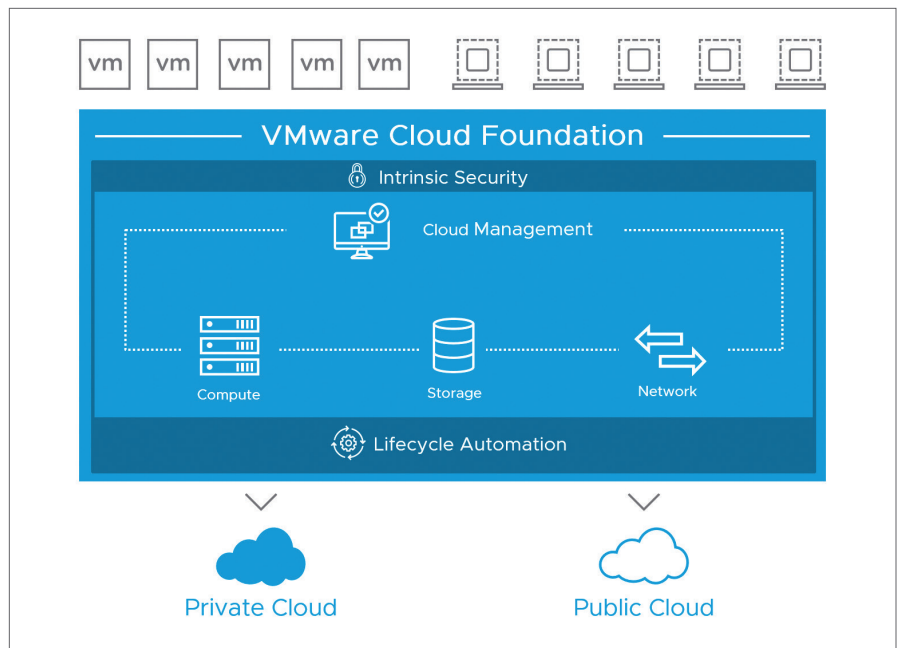 vm vm vm vm vm
VMware Cloud Foundation
Intrinsic Security
Cloud Management
Compute Storage Network
Lifecycle Automation
Private Cloud Public Cloud